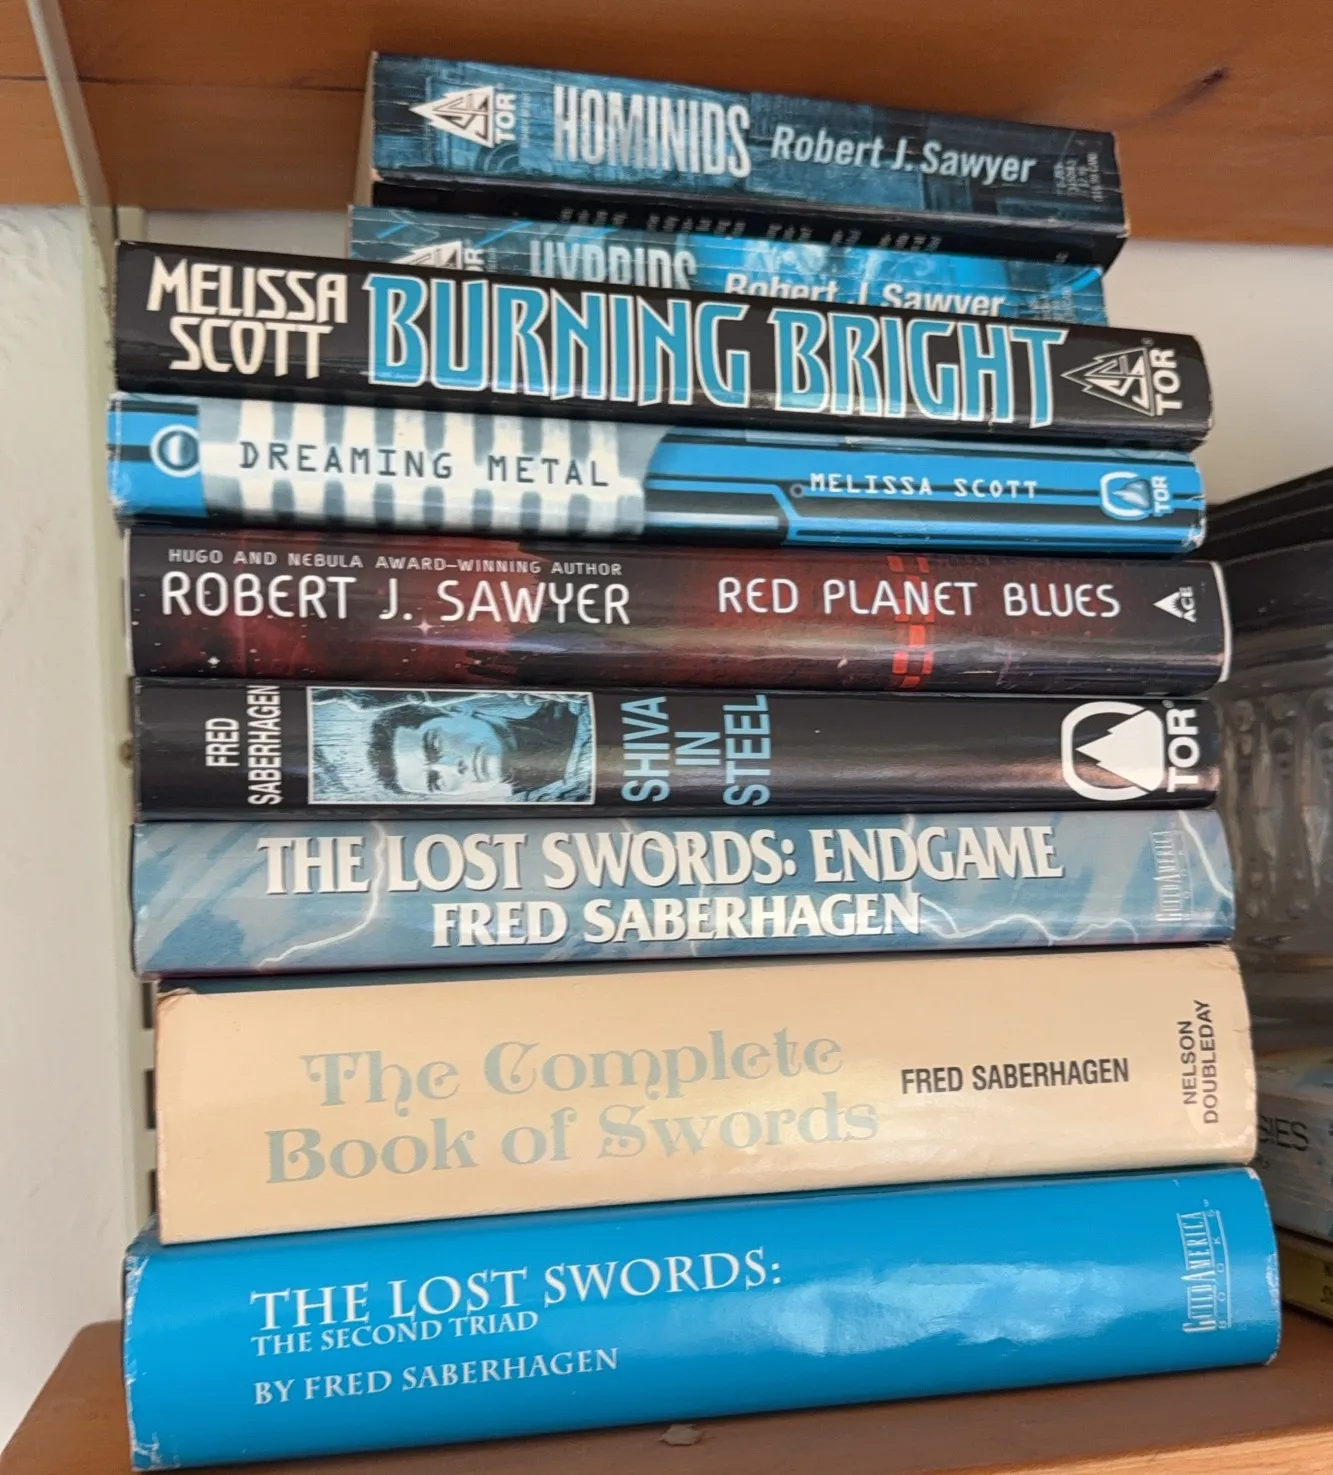 TOR
HOMINIDS Robert J. Sawyer
HYBRIDS Robert J. Sawyer
MELISSA
SCOTT
BURNING BRIGHT
TOR
DREAMING METAL MELISSA SCOTT TOR
HUGO AND NEBULA AWARD–WINNING AUTHOR
ROBERT J. SAWYER RED PLANET BLUES ACE
FRED
SABERHAGEN
SHIVA
IN
STEEL
TOR
THE LOST SWORDS: ENDGAME
FRED SABERHAGEN
GUILDAMERICA
The Complete
Book of Swords
FRED SABERHAGEN
NELSON
DOUBLEDAY
THE LOST SWORDS:
THE SECOND TRIAD
BY FRED SABERHAGEN
GUILDAMERICA
BOOKS
SIES